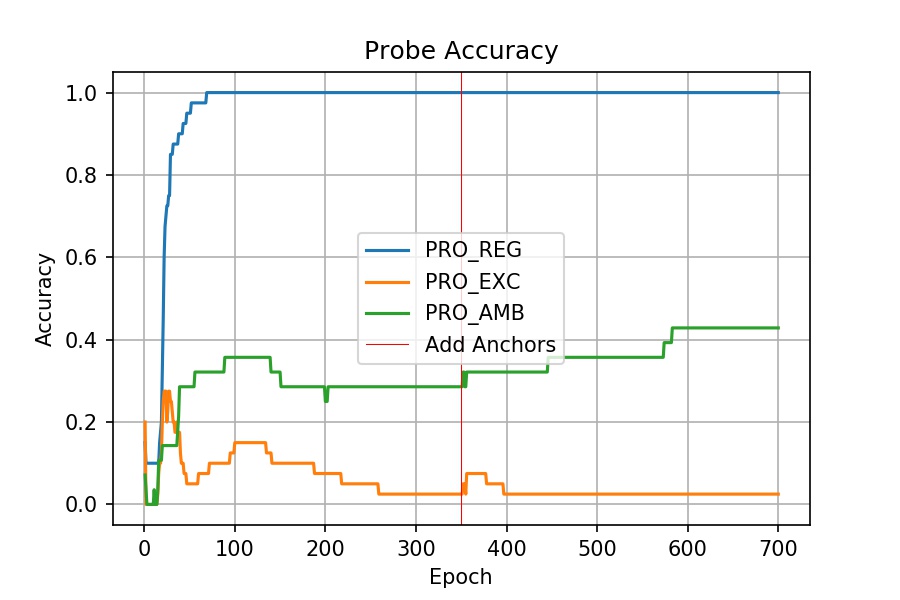 Probe Accuracy
Accuracy
1.0
0.8
0.6
0.4
0.2
0.0
PRO_REG
PRO_EXC
PRO_AMB
Add Anchors
0 100 200 300 400 500 600 700
Epoch